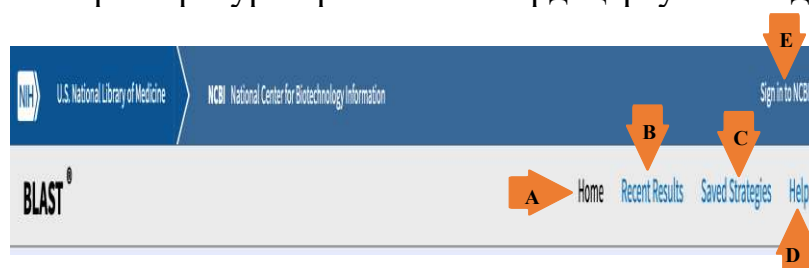 E
NIH U.S. National Library of Medicine NCBI National Center for Biotechnology Information Sign in to NCBI
B C
BLAST® A Home Recent Results Saved Strategies Help
D